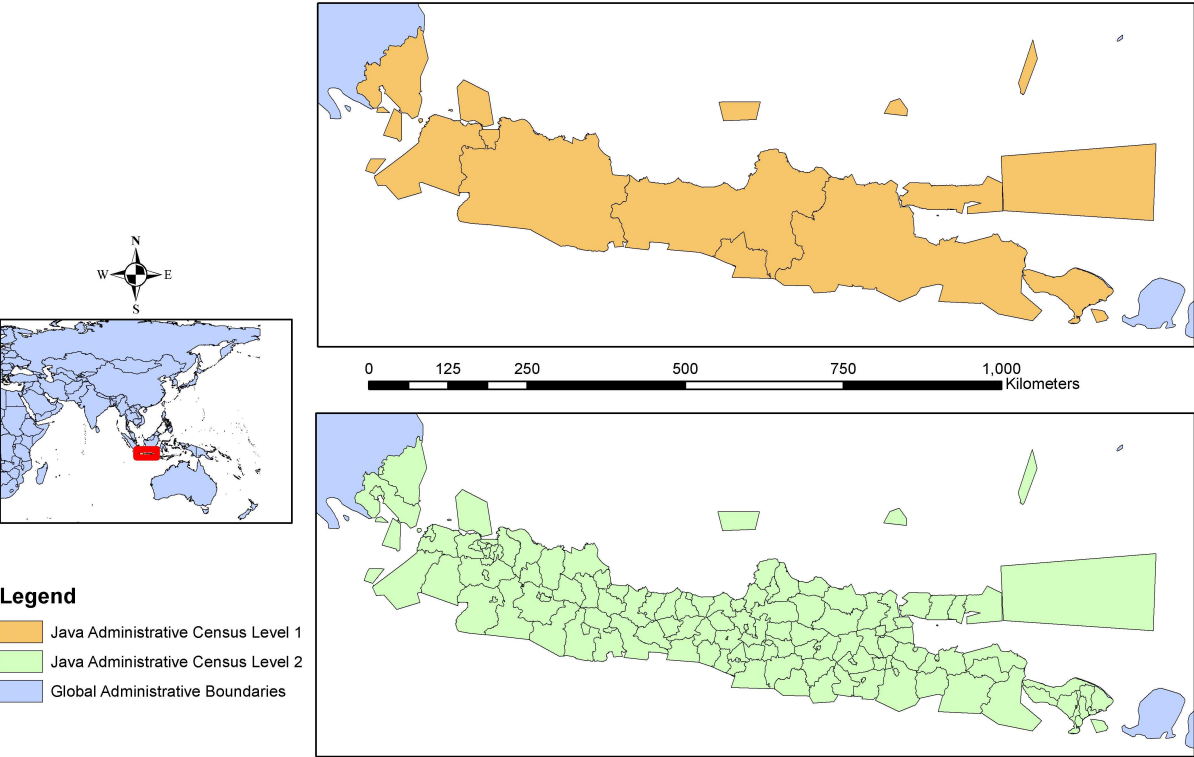 N
W E
S
0 125 250 500 750 1,000
Kilometers
Legend
Java Administrative Census Level 1
Java Administrative Census Level 2
Global Administrative Boundaries